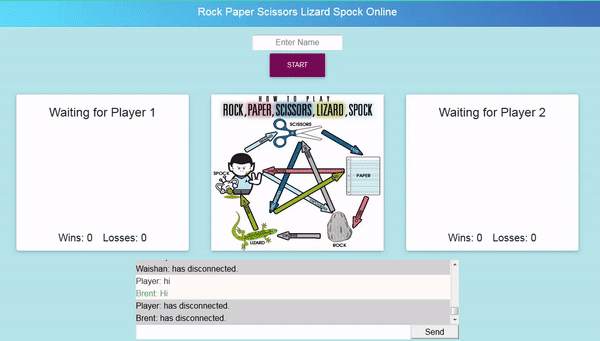 Rock Paper Scissors Lizard Spock Online
Enter Name
START
Waiting for Player 1
Wins: 0 Losses: 0
HOW TO PLAY
ROCK, PAPER, SCISSORS, LIZARD, SPOCK
SCISSORS
SPOCK
PAPER
LIZARD
ROCK
Waiting for Player 2
Wins: 0 Losses: 0
Waishan: has disconnected.
Player: hi
Brent: Hi
Player: has disconnected.
Brent: has disconnected.
Send